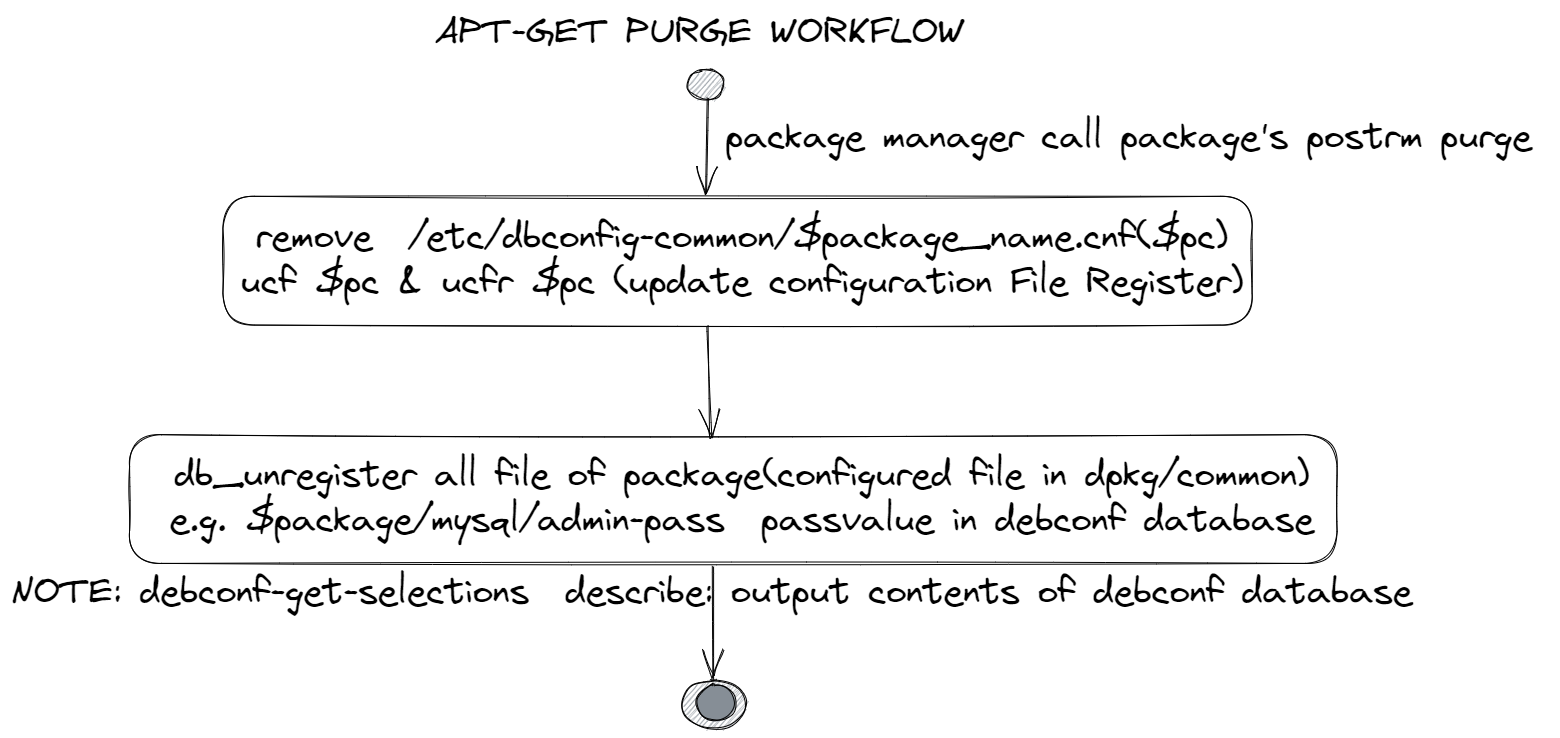 APT-GET PURGE WORKFLOW
package manager call package's postrm purge
remove /etc/dbconfig-common/$package_name.cnf($pc)
ucf $pc & ucfr $pc (update configuration File Register)
db_unregister all file of package(configured file in dpkg/common)
e.g. $package/mysql/admin-pass passvalue in debconf database
NOTE: debconf-get-selections describe: output contents of debconf database